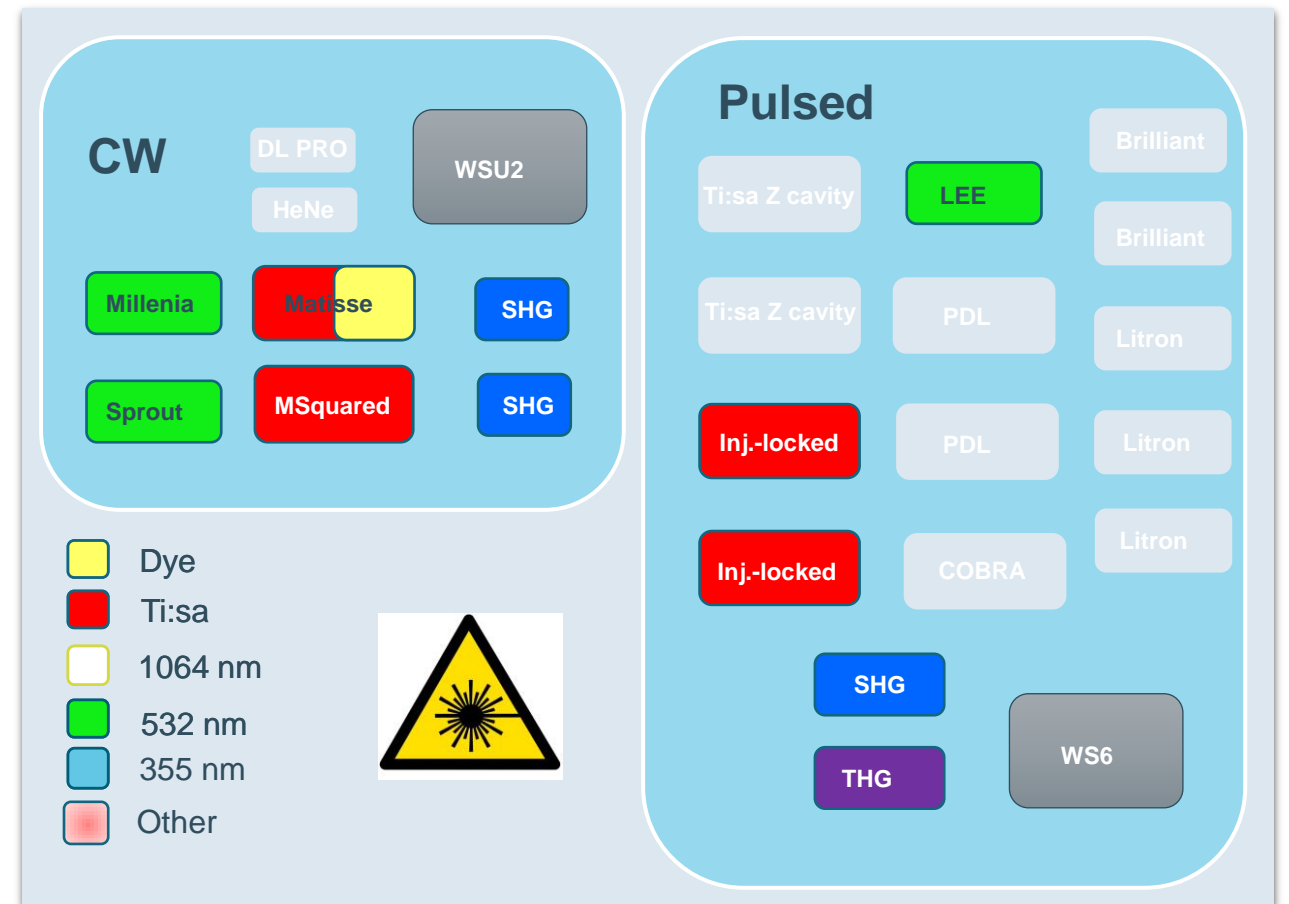 CW
DL PRO
HeNe
WSU2
Millenia
Matisse
SHG
Sprout
MSquared
SHG
Dye
Ti:sa
1064 nm
532 nm
355 nm
Other
Pulsed
Ti:sa Z cavity
LEE
Brilliant
Brilliant
Ti:sa Z cavity
PDL
Litron
Inj.-locked
PDL
Litron
Inj.-locked
COBRA
Litron
SHG
THG
WS6